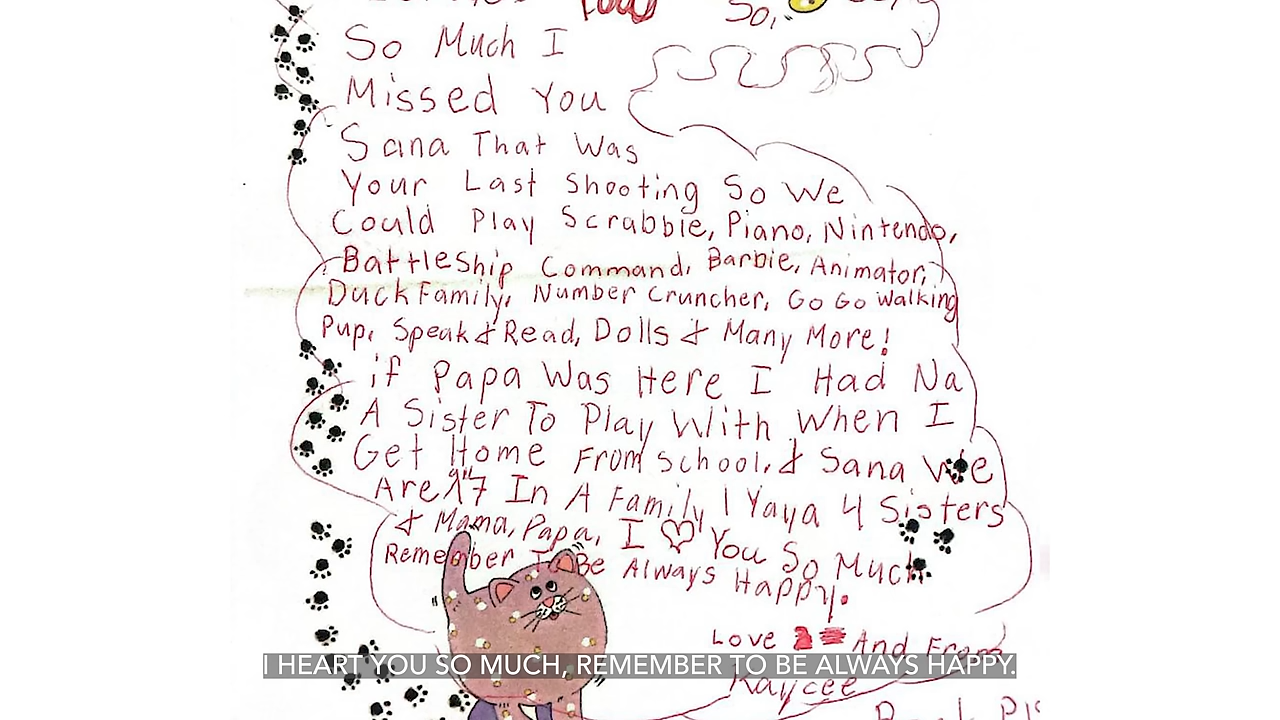 So,
So Much I
Missed You
Sana That Was
Your Last Shooting So We
Could Play Scrabble, Piano, Nintendo,
Battleship Command, Barbie, Animator,
Duck Family, Number Cruncher, Go Go Walking
Pup, Speak & Read, Dolls & Many More!
if Papa Was Here I Had Na
A Sister To Play With When I
Get Home From School, & Sana We
Are 7 In A Family 1 Yaya 4 Sisters
& Mama, Papa, I ♡ You So Much
Remember To Be Always Happy.
Love And From
Kaycee
I HEART YOU SO MUCH, REMEMBER TO BE ALWAYS HAPPY.